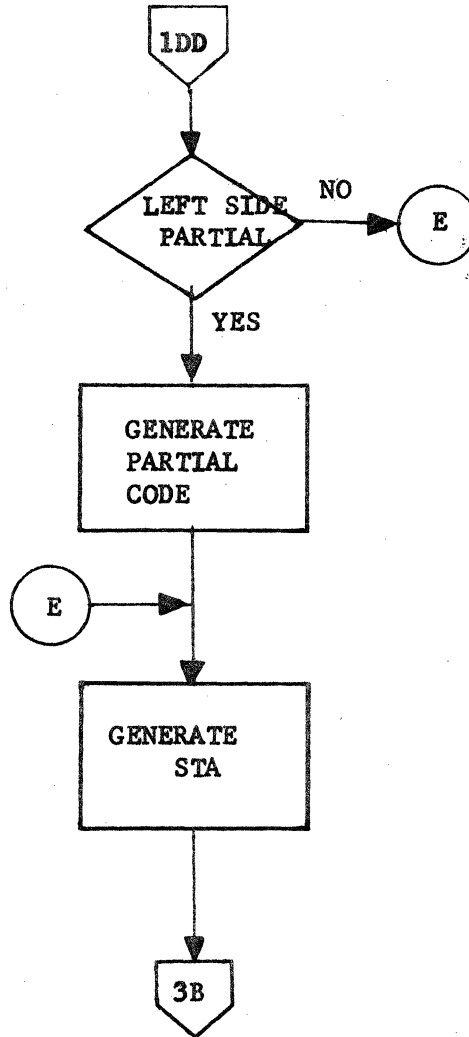 1DD
LEFT SIDE
PARTIAL
NO
E
YES
GENERATE
PARTIAL
CODE
E
GENERATE
STA
3B